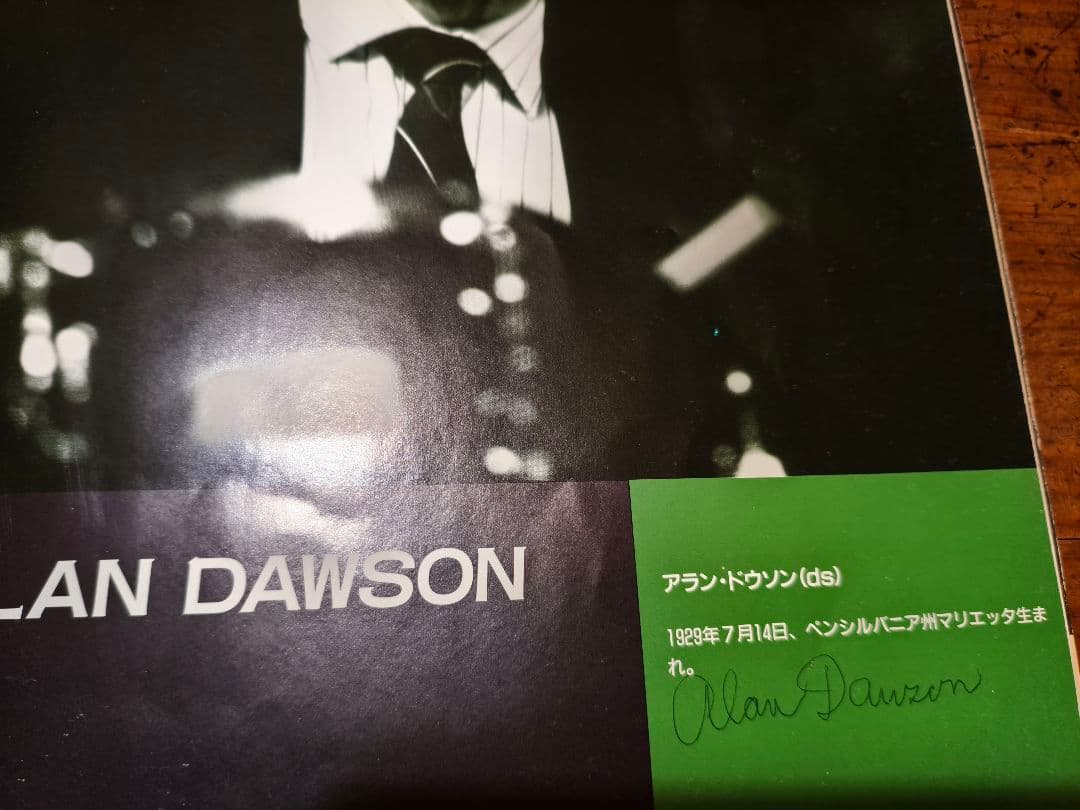 LAN DAWSON
アラン・ドウソン(ds)
1929年7月14日、ペンシルバニア州マリエッタ生ま
れ。
Alan Dawson